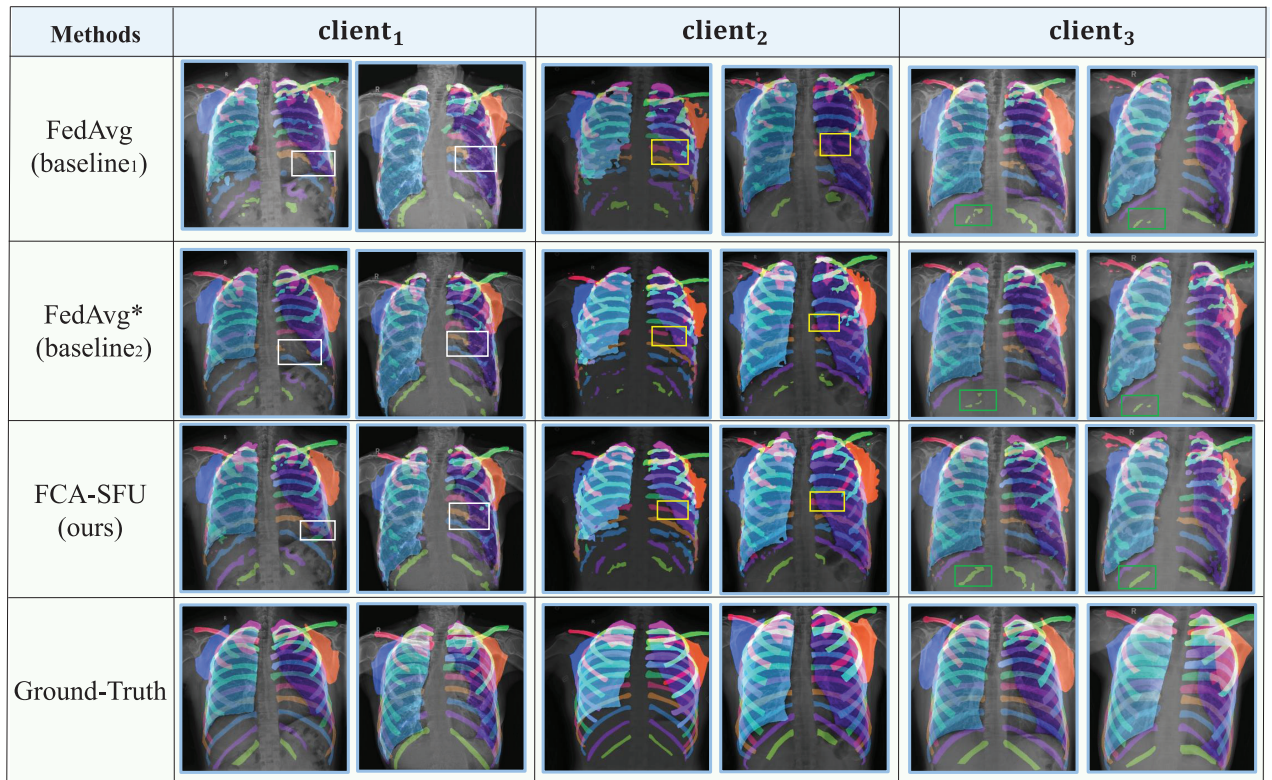 Methods client₁ client₂ client₃
FedAvg
(baseline₁)
FedAvg*
(baseline₂)
FCA-SFU
(ours)
Ground-Truth